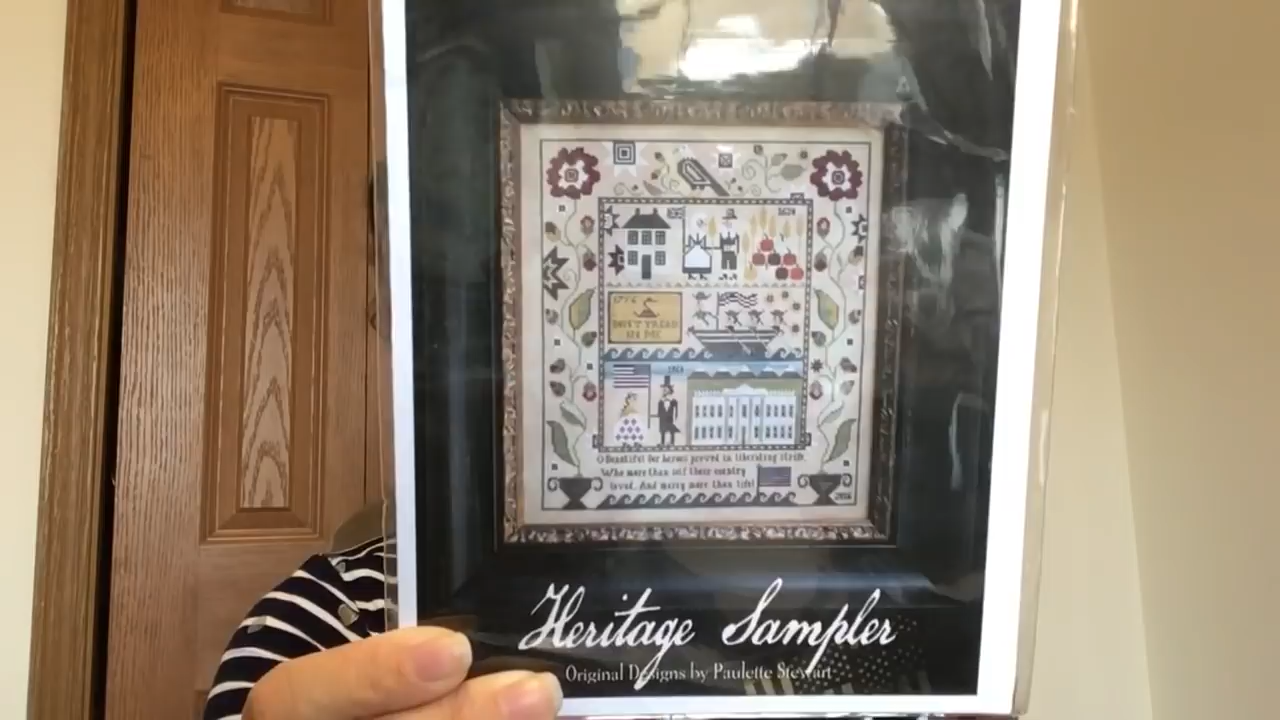 1776
DON'T TREAD
ON ME
O Beautiful for heroes proved in liberating strife,
Who more than self their country
loved, And mercy more than life!
Heritage Sampler
Original Designs by Paulette Stewart